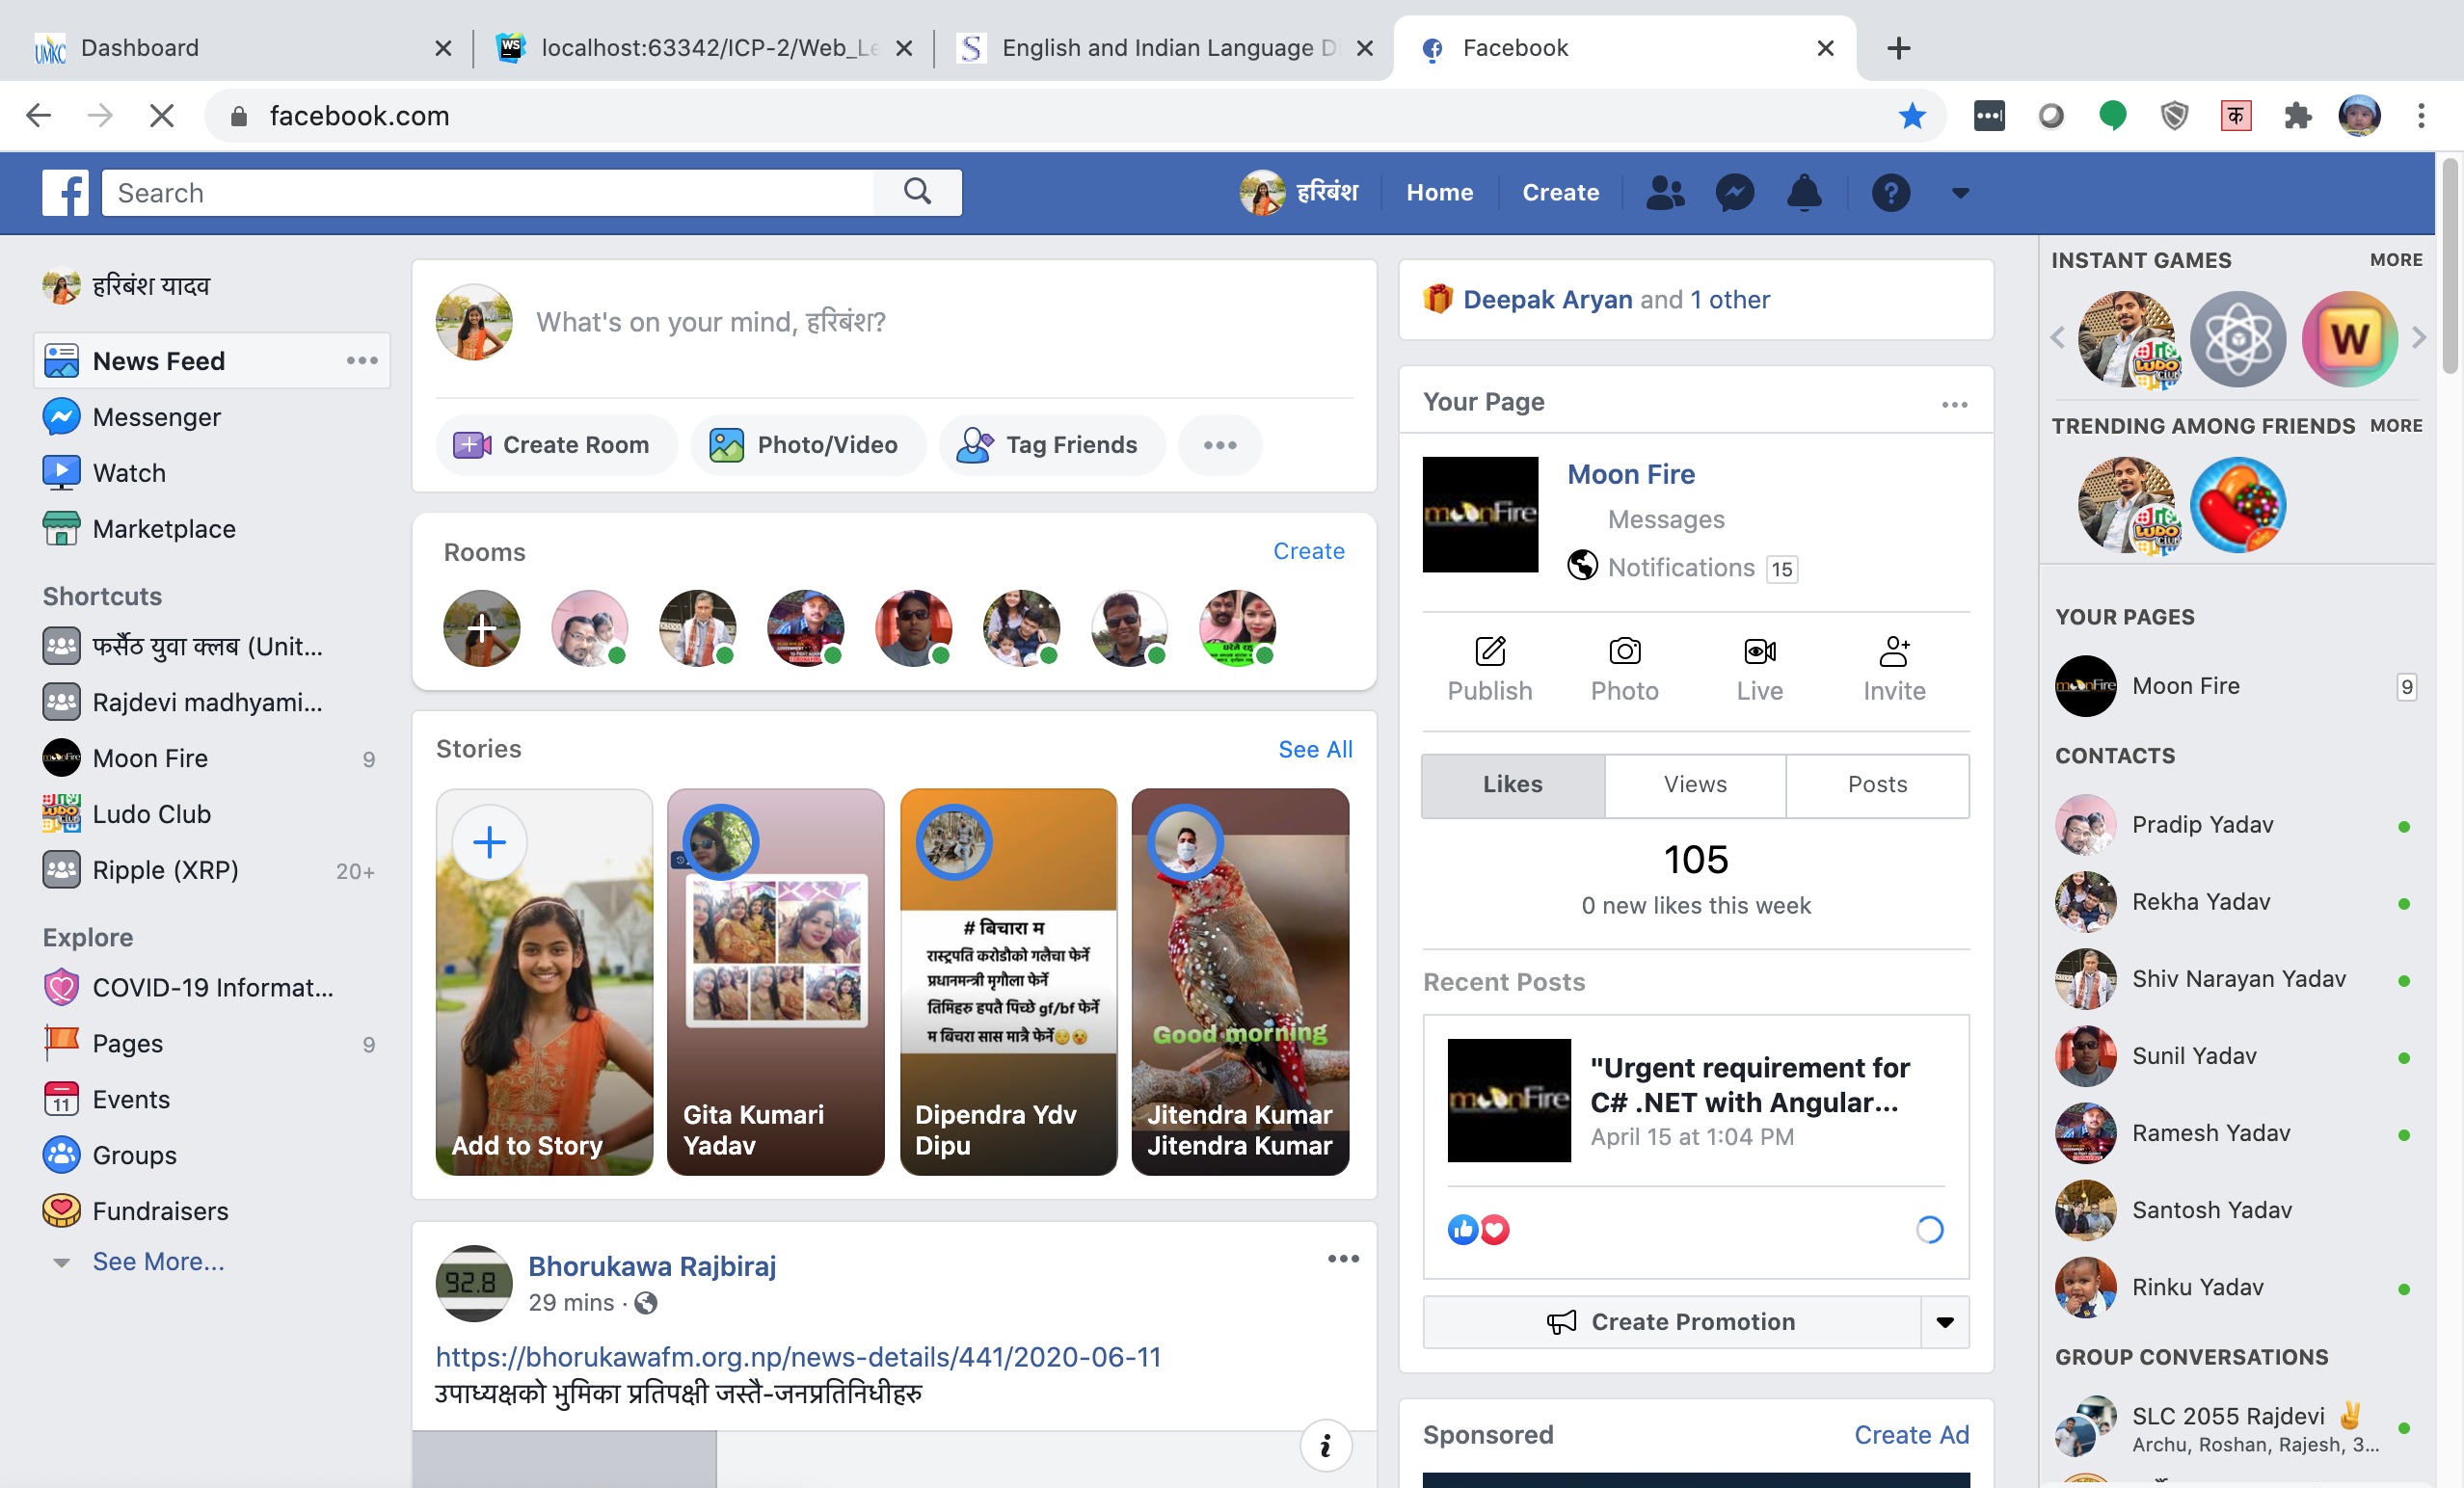 Dashboard
localhost:63342/ICP-2/Web_Le
English and Indian Language D
Facebook
facebook.com
क
Search
हरिबंश
Home
Create
हरिबंश यादव
News Feed
Messenger
Watch
Marketplace
Shortcuts
फर्सैठ युवा क्लब (Unit...
Rajdevi madhyami...
Moon Fire 9
Ludo Club
Ripple (XRP) 20+
Explore
COVID-19 Informat...
Pages 9
Events
Groups
Fundraisers
See More...
What's on your mind, हरिबंश?
Create Room
Photo/Video
Tag Friends
Rooms
Create
Stories
See All
Add to Story
Gita Kumari
Yadav
# बिचारा म
रास्ट्रपति करोडौको गलैचा फेर्ने
प्रधानमन्त्री मृगौला फेर्ने
तिमिहरु हपतै पिच्छे gf/bf फेर्ने
म बिचरा सास मात्रै फेर्ने
Dipendra Ydv
Dipu
Good morning
Jitendra Kumar
Jitendra Kumar
92.8
Bhorukawa Rajbiraj
29 mins ·
https://bhorukawafm.org.np/news-details/441/2020-06-11
उपाध्यक्षको भुमिका प्रतिपक्षी जस्तै-जनप्रतिनिधीहरु
Deepak Aryan and 1 other
Your Page
moonFire
Moon Fire
Messages
Notifications 15
Publish
Photo
Live
Invite
Likes
Views
Posts
105
0 new likes this week
Recent Posts
moonFire
"Urgent requirement for
C# .NET with Angular...
April 15 at 1:04 PM
Create Promotion
Sponsored
Create Ad
INSTANT GAMES
MORE
LUDO
Club
W
TRENDING AMONG FRIENDS
MORE
LUDO
Club
YOUR PAGES
moonFire
Moon Fire 9
CONTACTS
Pradip Yadav
Rekha Yadav
Shiv Narayan Yadav
Sunil Yadav
Ramesh Yadav
Santosh Yadav
Rinku Yadav
GROUP CONVERSATIONS
SLC 2055 Rajdevi ✌
Archu, Roshan, Rajesh, 3...